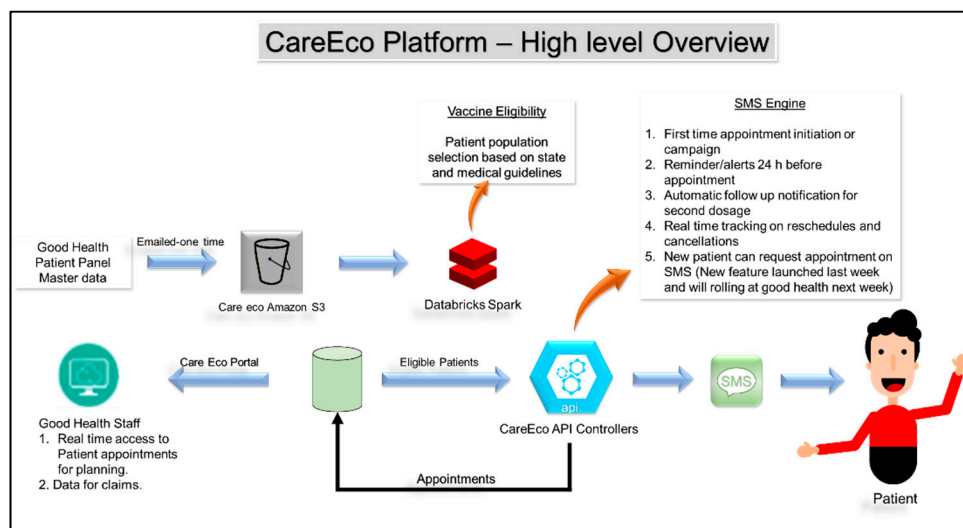 CareEco Platform – High level Overview
Vaccine Eligibility
Patient population
selection based on state
and medical guidelines
SMS Engine
1. First time appointment initiation or
campaign
2. Reminder/alerts 24 h before
appointment
3. Automatic follow up notification for
second dosage
4. Real time tracking on reschedules and
cancellations
5. New patient can request appointment on
SMS (New feature launched last week
and will rolling at good health next week)
Good Health
Patient Panel
Master data
Emailed-one time
Care eco Amazon S3
Databricks Spark
Care Eco Portal
Eligible Patients
api.
SMS
CareEco API Controllers
Good Health Staff
1. Real time access to
Patient appointments
for planning.
2. Data for claims.
Appointments
Patient